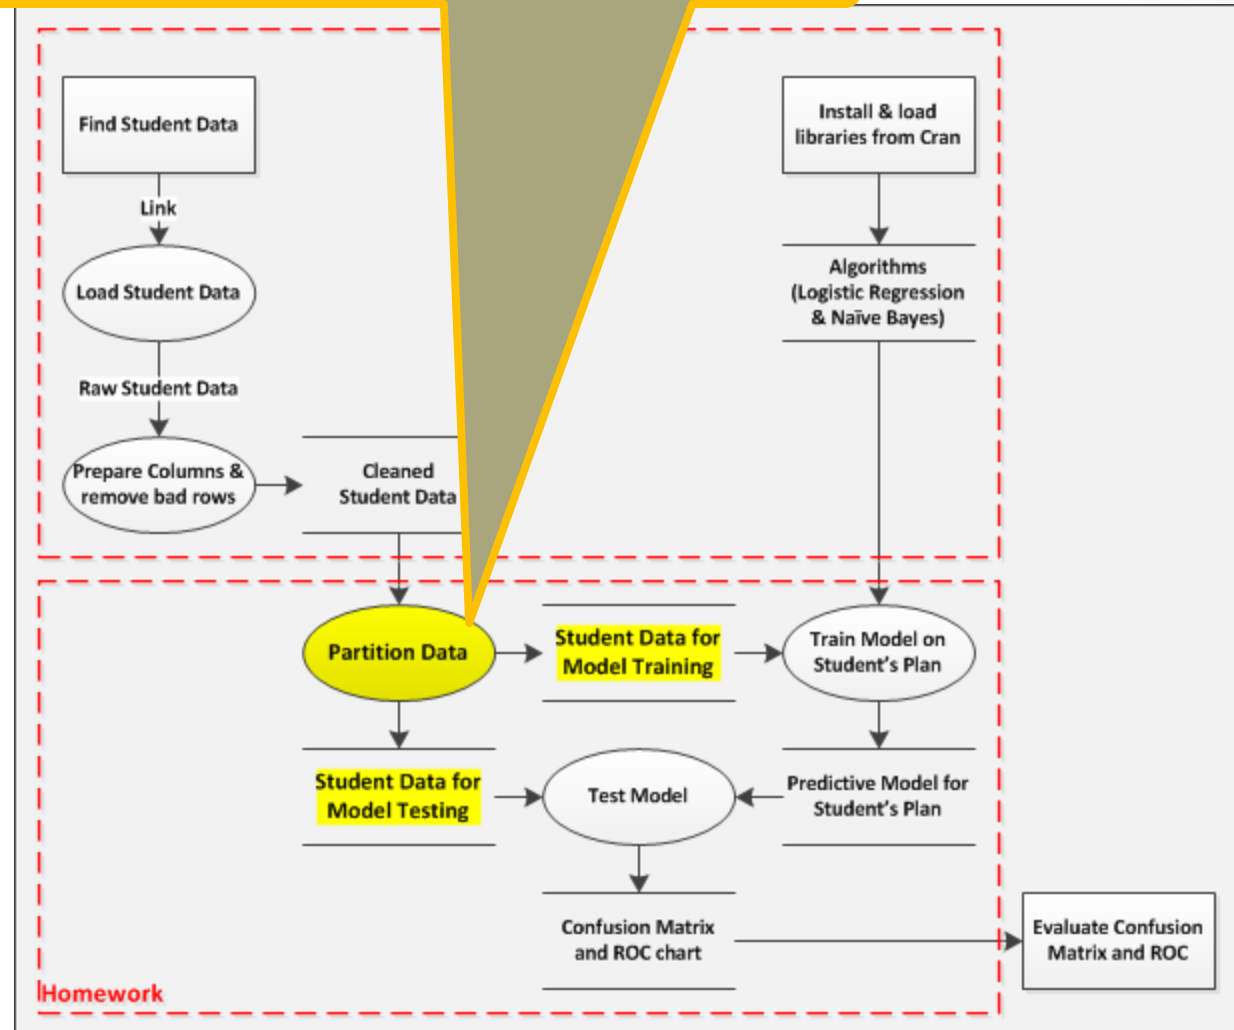 Find Student Data
Install & load
libraries from Cran
Link
Load Student Data
Algorithms
(Logistic Regression
& Naïve Bayes)
Raw Student Data
Prepare Columns &
remove bad rows
Cleaned
Student Data
Partition Data
Student Data for
Model Training
Train Model on
Student's Plan
Student Data for
Model Testing
Test Model
Predictive Model for
Student's Plan
Confusion Matrix
and ROC chart
Evaluate Confusion
Matrix and ROC
Homework